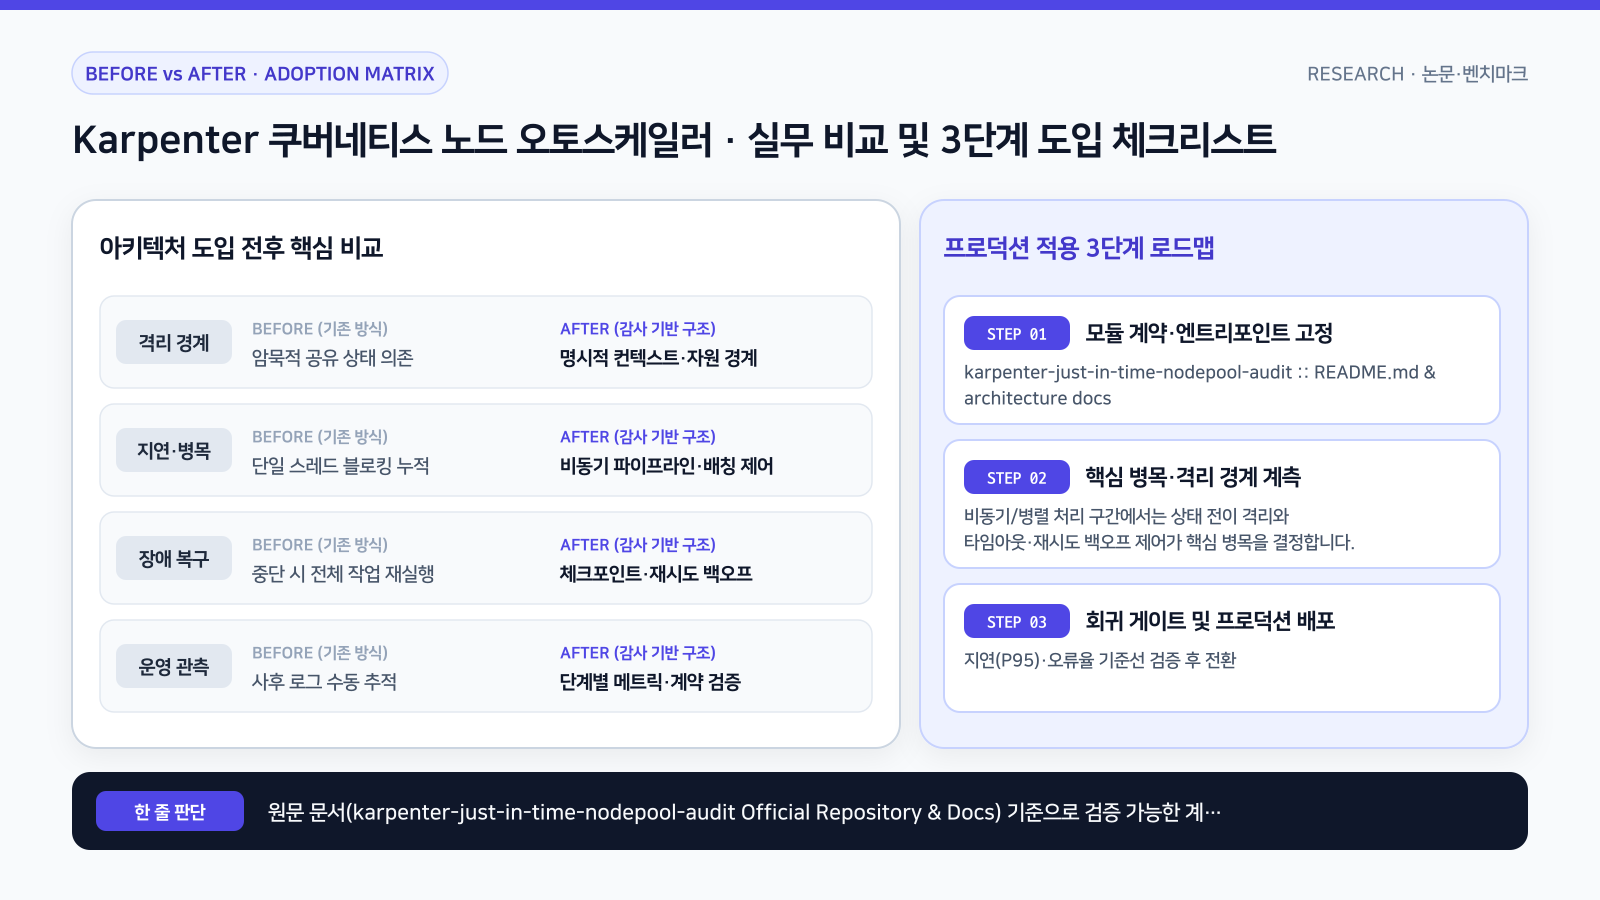 BEFORE vs AFTER · ADOPTION MATRIX
RESEARCH · 논문·벤치마크
Karpenter 쿠버네티스 노드 오토스케일러 · 실무 비교 및 3단계 도입 체크리스트
아키텍처 도입 전후 핵심 비교
격리 경계
BEFORE (기존 방식)
암묵적 공유 상태 의존
AFTER (감사 기반 구조)
명시적 컨텍스트·자원 경계
지연·병목
BEFORE (기존 방식)
단일 스레드 블로킹 누적
AFTER (감사 기반 구조)
비동기 파이프라인·배칭 제어
장애 복구
BEFORE (기존 방식)
중단 시 전체 작업 재실행
AFTER (감사 기반 구조)
체크포인트·재시도 백오프
운영 관측
BEFORE (기존 방식)
사후 로그 수동 추적
AFTER (감사 기반 구조)
단계별 메트릭·계약 검증
프로덕션 적용 3단계 로드맵
STEP 01 모듈 계약·엔트리포인트 고정
karpenter-just-in-time-nodepool-audit :: README.md &
architecture docs
STEP 02 핵심 병목·격리 경계 계측
비동기/병렬 처리 구간에서는 상태 전이 격리와
타임아웃·재시도 백오프 제어가 핵심 병목을 결정합니다.
STEP 03 회귀 게이트 및 프로덕션 배포
지연(P95)·오류율 기준선 검증 후 전환
한 줄 판단
원문 문서(karpenter-just-in-time-nodepool-audit Official Repository & Docs) 기준으로 검증 가능한 계…